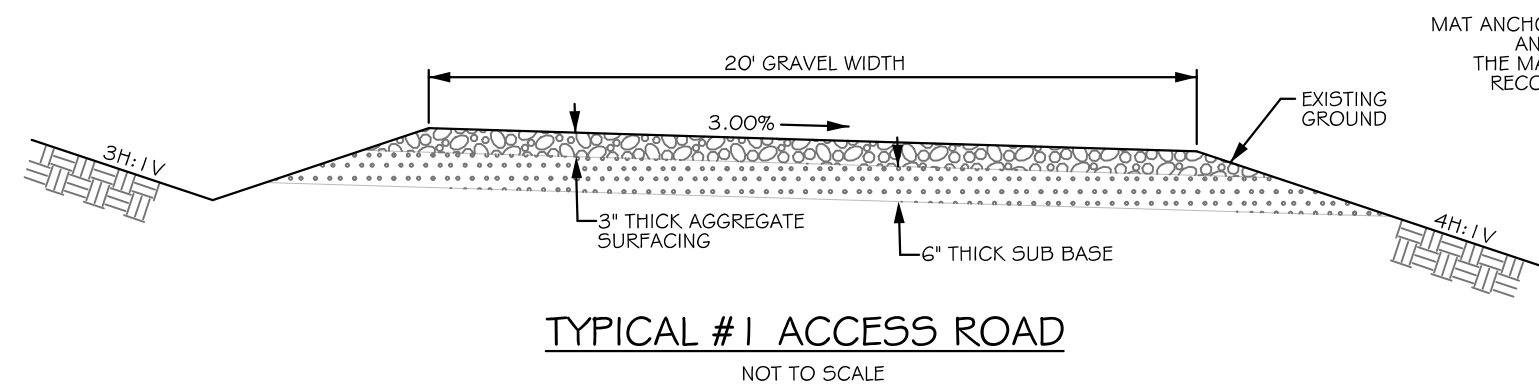 MAT ANCHO
AN
THE MA
RECO
20' GRAVEL WIDTH
EXISTING
GROUND
3.00%
3H:1V
3" THICK AGGREGATE
SURFACING
4H:1V
6" THICK SUB BASE
TYPICAL #1 ACCESS ROAD
NOT TO SCALE